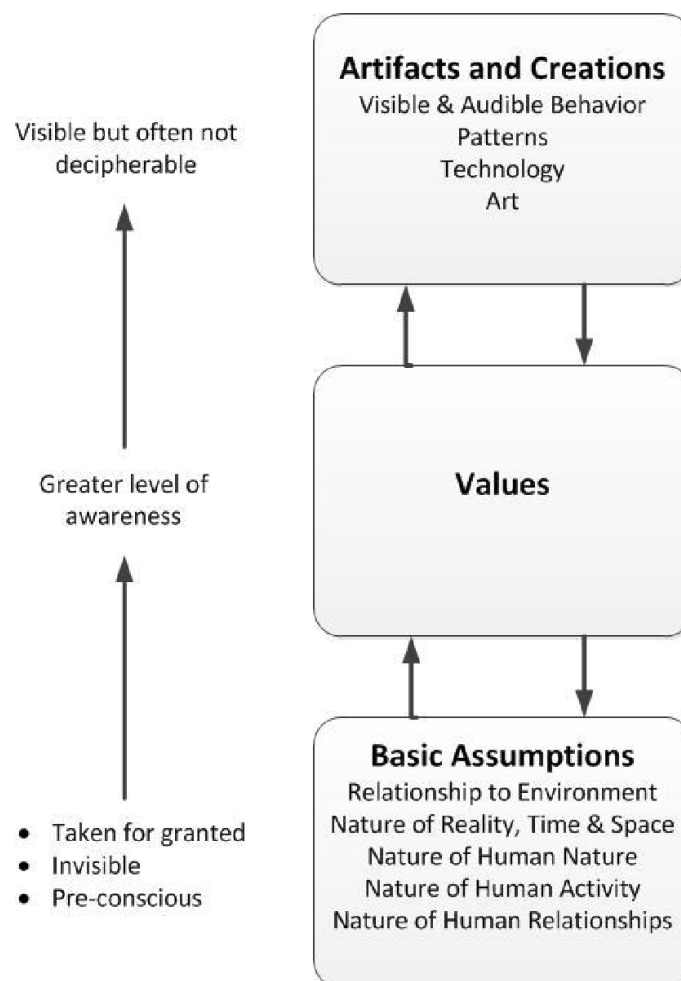 Artifacts and Creations
Visible & Audible Behavior
Patterns
Technology
Art
Visible but often not
decipherable
Values
Greater level of
awareness
Basic Assumptions
Relationship to Environment
Nature of Reality, Time & Space
Nature of Human Nature
Nature of Human Activity
Nature of Human Relationships
• Taken for granted
• Invisible
• Pre-conscious